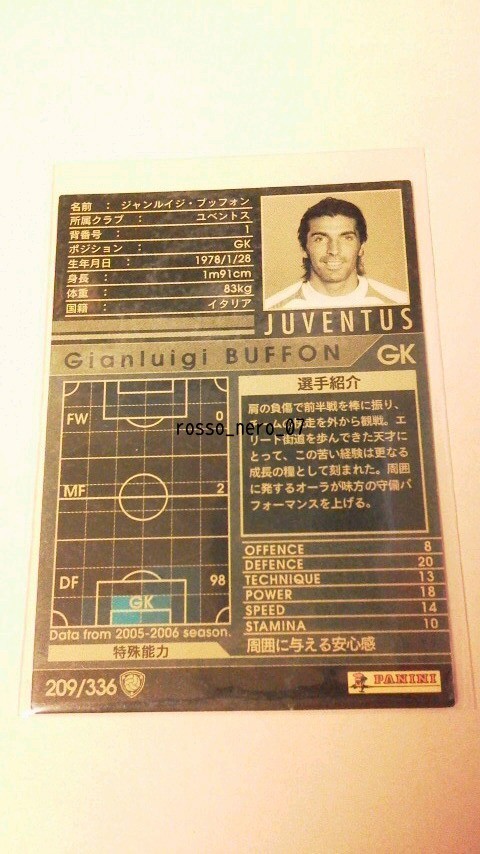 名前 : ジャンルイジ・ブッフォン
所属クラブ : ユベントス
背番号 : 1
ポジション : GK
生年月日 : 1978/1/28
身長 : 1m91cm
体重 : 83kg
国籍 : イタリア
JUVENTUS
Gianluigi BUFFON GK
FW 0
MF 2
DF 98
GK
Data from 2005-2006 season.
特殊能力
選手紹介
肩の負傷で前半戦を棒に振り、
走を外から観戦。エ
リート街道を歩んできた天才に
とって、この苦い経験は更なる
成長の糧として刻まれた。周囲
に発するオーラが味方の守備パ
フォーマンスを上げる。
rosso_nero_07
OFFENCE 8
DEFENCE 20
TECHNIQUE 13
POWER 18
SPEED 14
STAMINA 10
周囲に与える安心感
209/336
PANINI